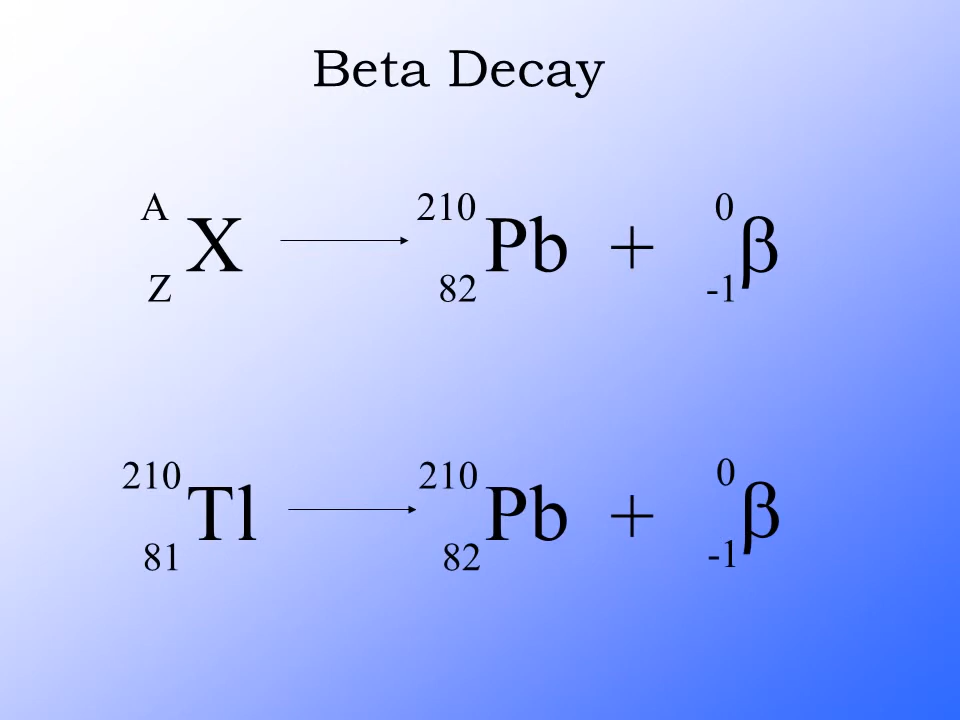 Beta Decay
A 210 0
X Pb + β
Z 82 -1
210 210 0
Tl Pb + β
81 82 -1